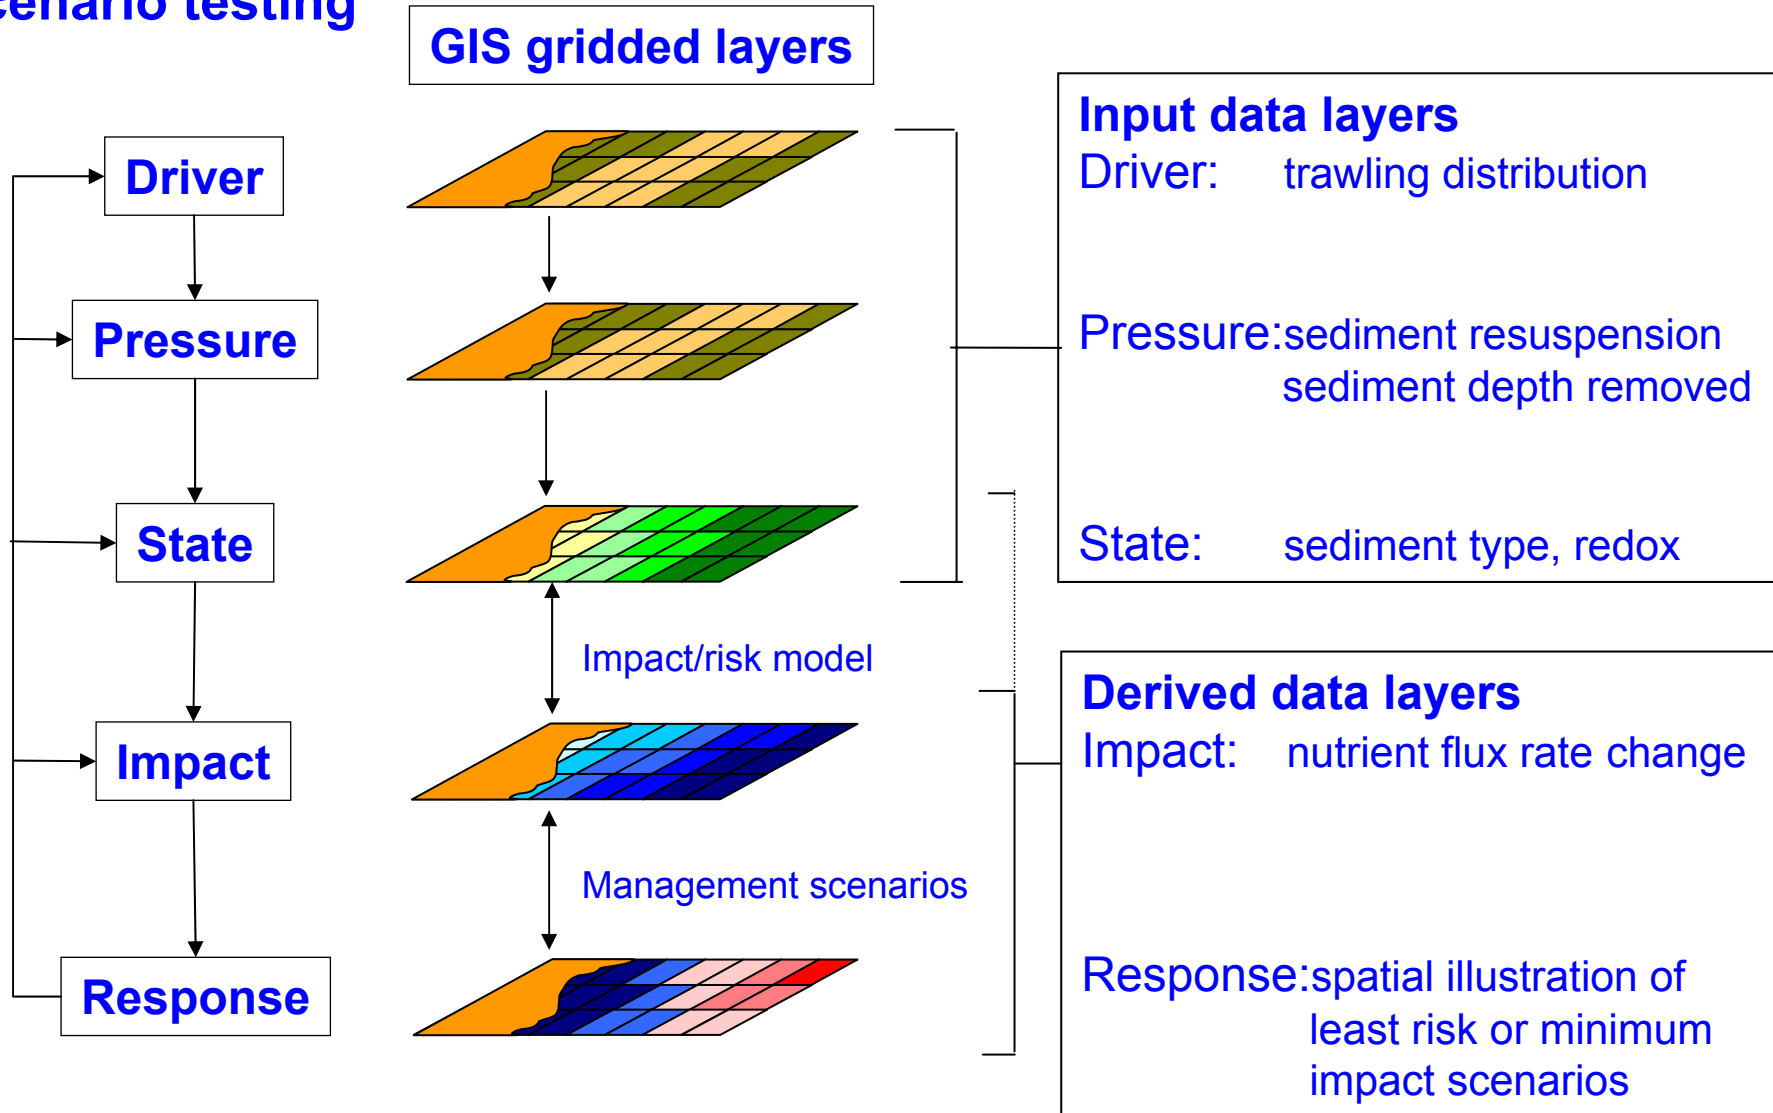 cenario testing
GIS gridded layers
Driver
Pressure
State
Impact
Response
Impact/risk model
Management scenarios
Input data layers
Driver: trawling distribution
Pressure:sediment resuspension
sediment depth removed
State: sediment type, redox
Derived data layers
Impact: nutrient flux rate change
Response:spatial illustration of
least risk or minimum
impact scenarios